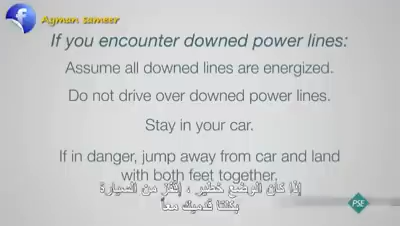 Ayman sameer
If you encounter downed power lines:
Assume all downed lines are energized.
Do not drive over downed power lines.
Stay in your car.
If in danger, jump away from car and land
with both feet together.
إذا كان الوضع خطير ، إقفز من السيارة
بكلتا قدميك معاً
PSE